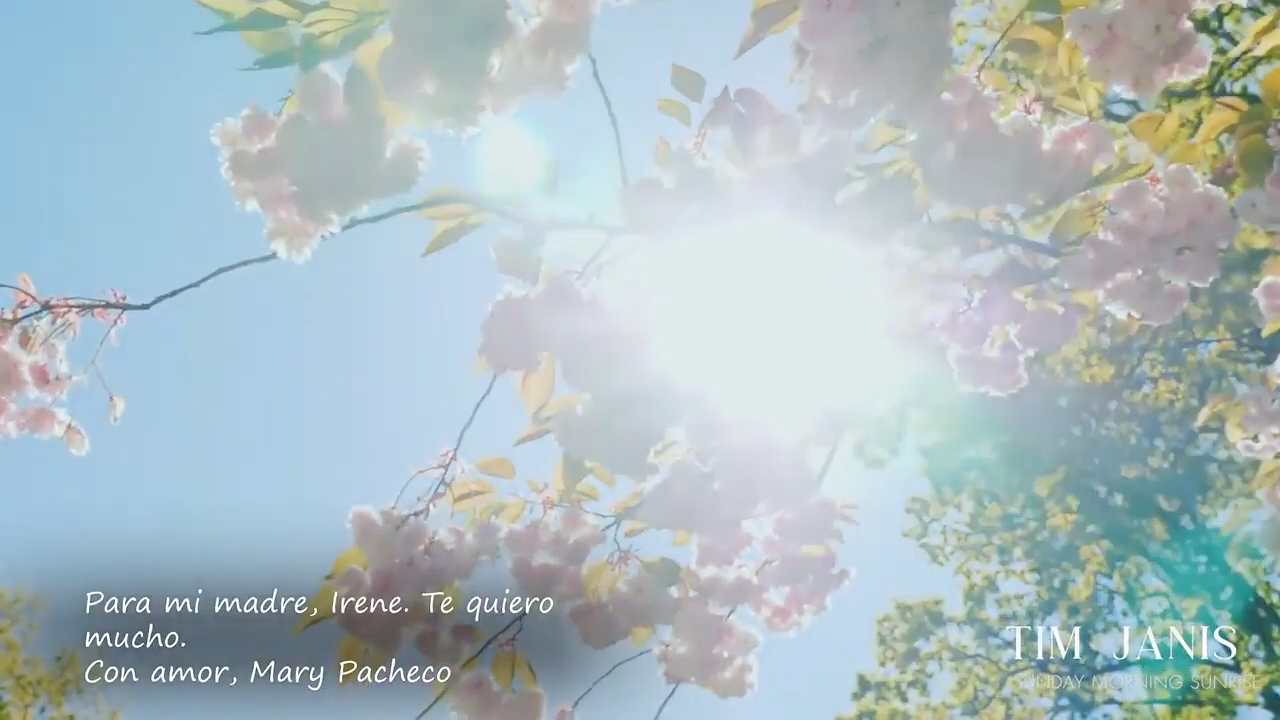 Para mi madre, Irene. Te quiero
mucho.
Con amor, Mary Pacheco
TIM JANIS
SUNDAY MORNING SUNRISE